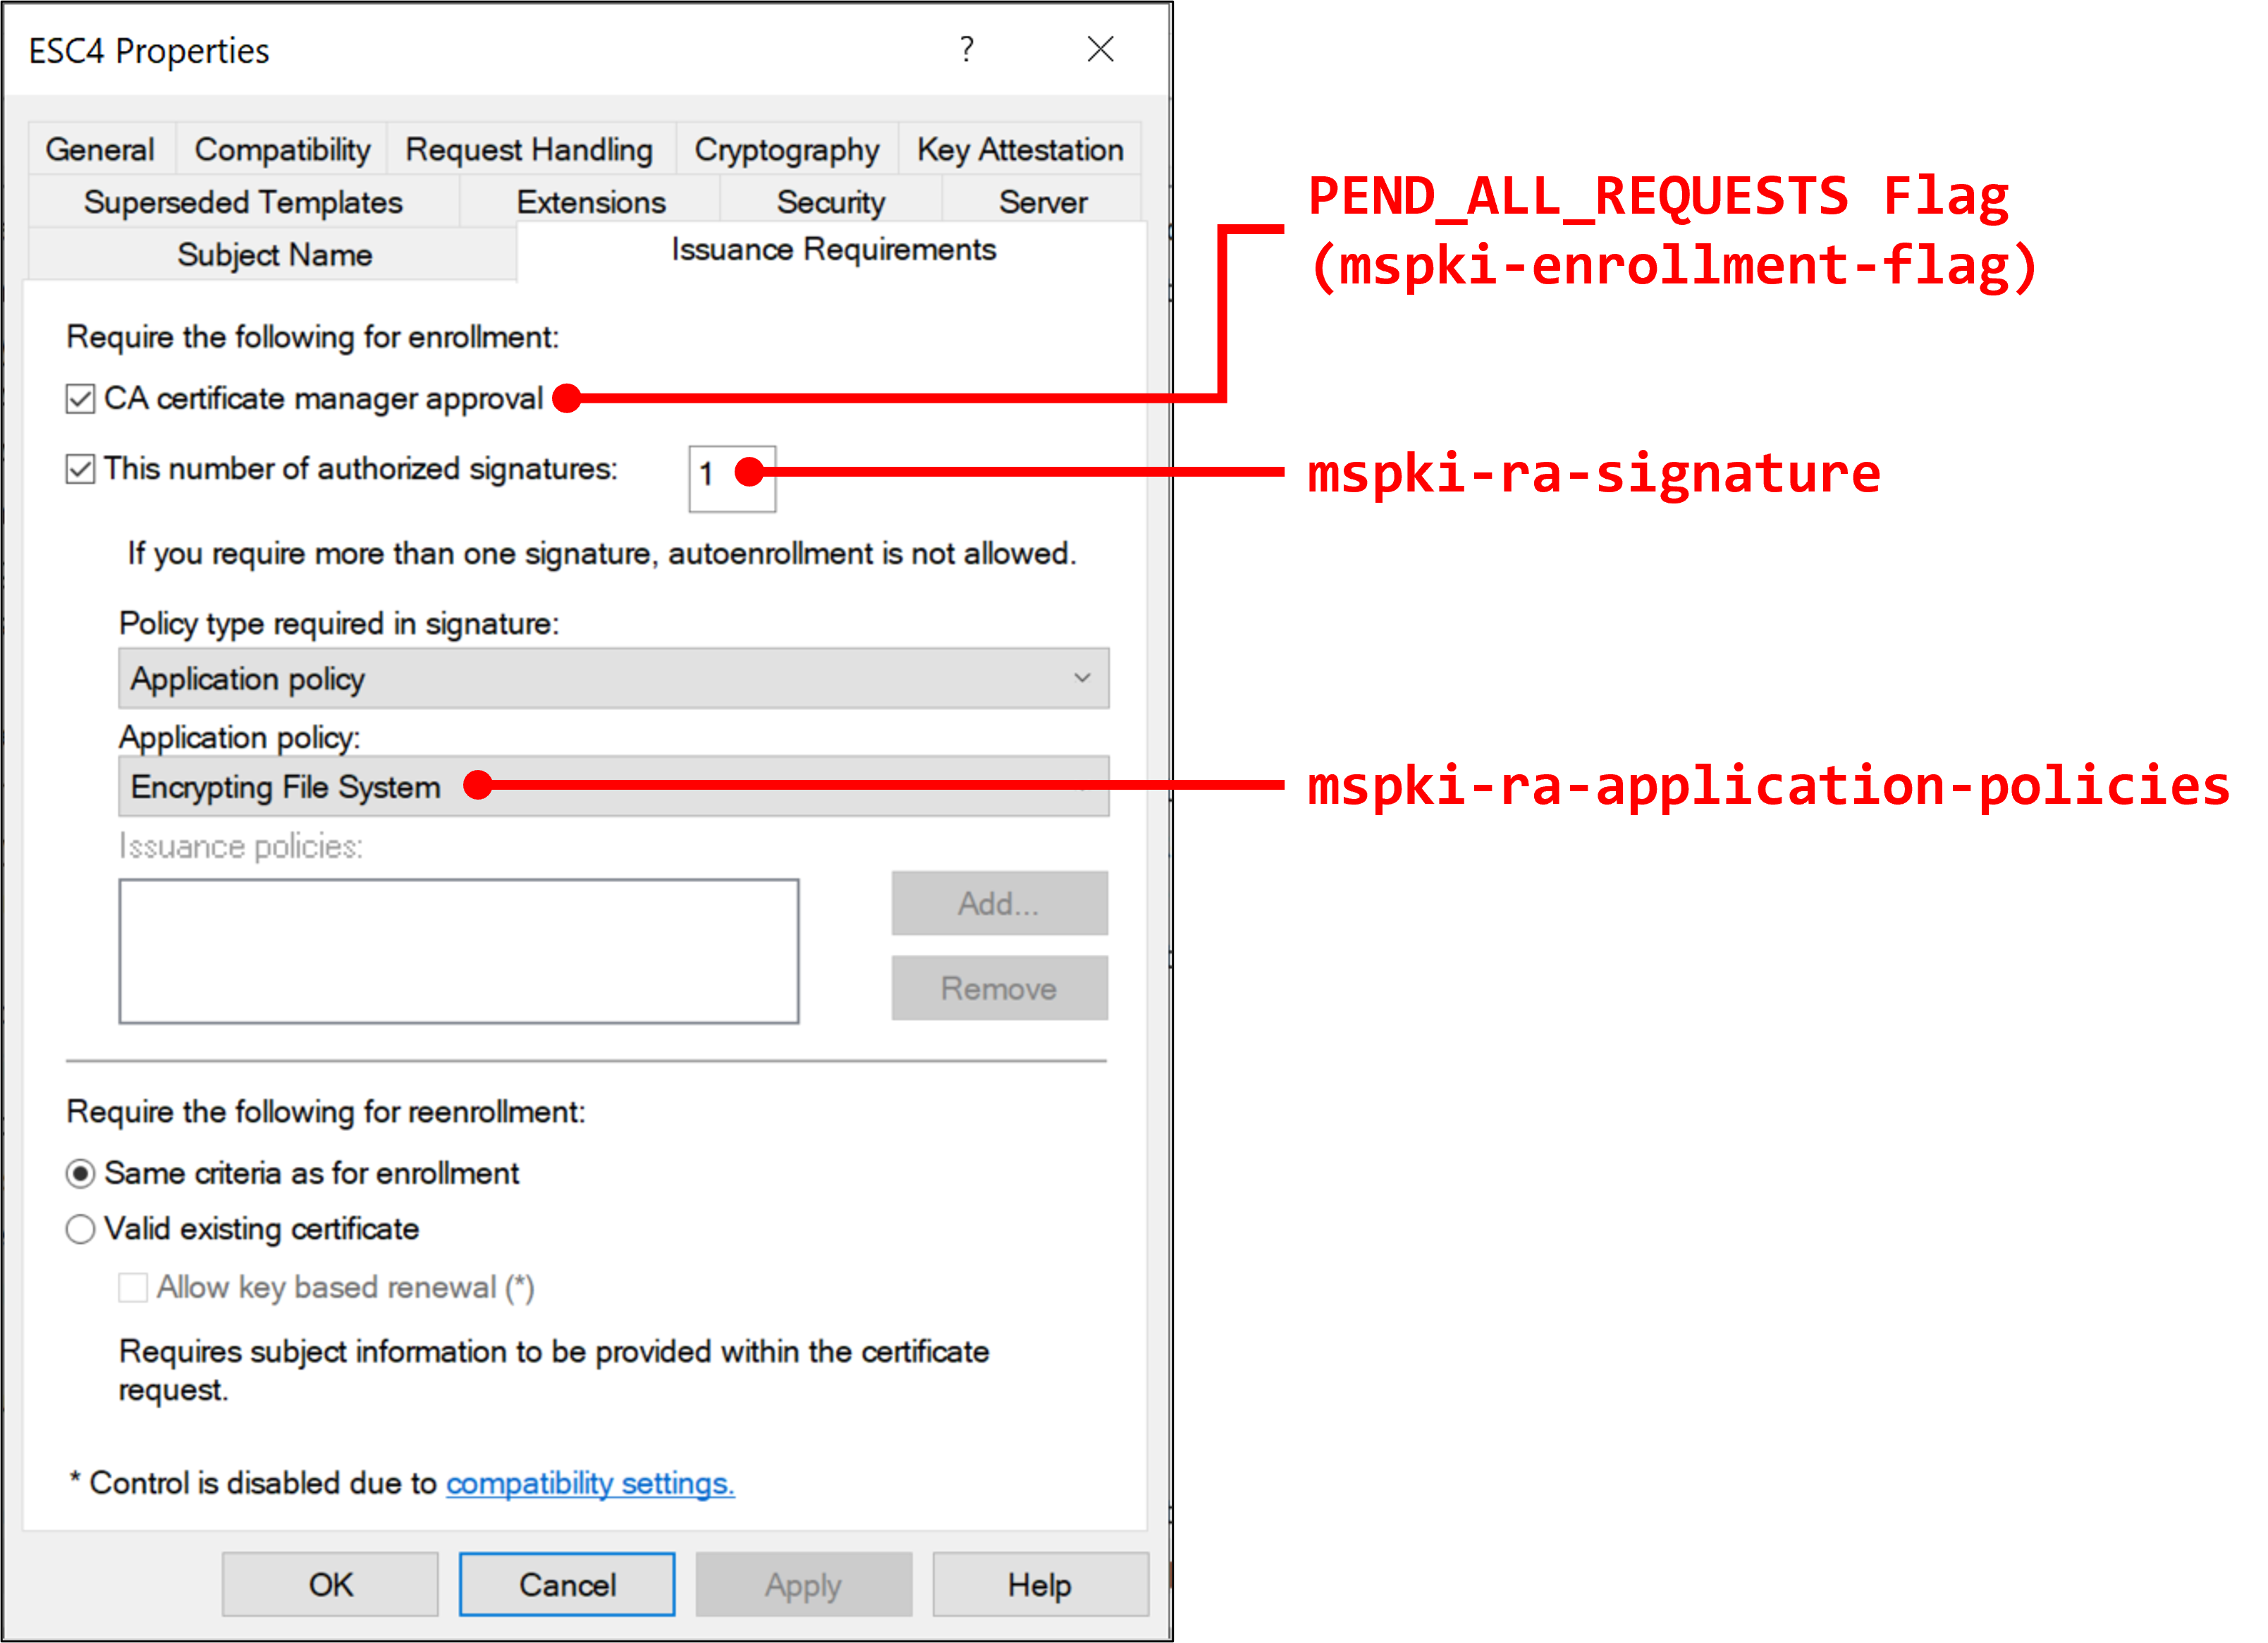 ESC4 Properties
?
General Compatibility Request Handling Cryptography Key Attestation
Superseded Templates Extensions Security Server
Subject Name Issuance Requirements
Require the following for enrollment:
CA certificate manager approval
This number of authorized signatures: 1
If you require more than one signature, autoenrollment is not allowed.
Policy type required in signature:
Application policy
Application policy:
Encrypting File System
Issuance policies:
Add...
Remove
Require the following for reenrollment:
Same criteria as for enrollment
Valid existing certificate
Allow key based renewal (*)
Requires subject information to be provided within the certificate
request.
* Control is disabled due to compatibility settings.
OK Cancel Apply Help
PEND_ALL_REQUESTS Flag
(mspki-enrollment-flag)
mspki-ra-signature
mspki-ra-application-policies